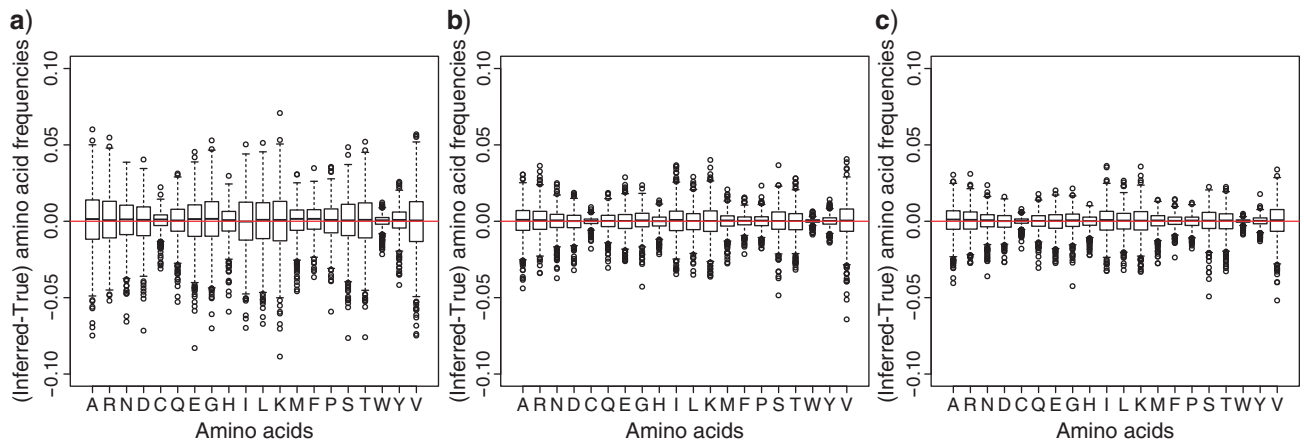 a)
(Inferred-True) amino acid frequencies
0.10
0.05
0.00
−0.05
−0.10
A R N D C Q E G H I L K M F P S T W Y V
Amino acids
b)
(Inferred-True) amino acid frequencies
0.10
0.05
0.00
−0.05
−0.10
A R N D C Q E G H I L K M F P S T W Y V
Amino acids
c)
(Inferred-True) amino acid frequencies
0.10
0.05
0.00
−0.05
−0.10
A R N D C Q E G H I L K M F P S T W Y V
Amino acids